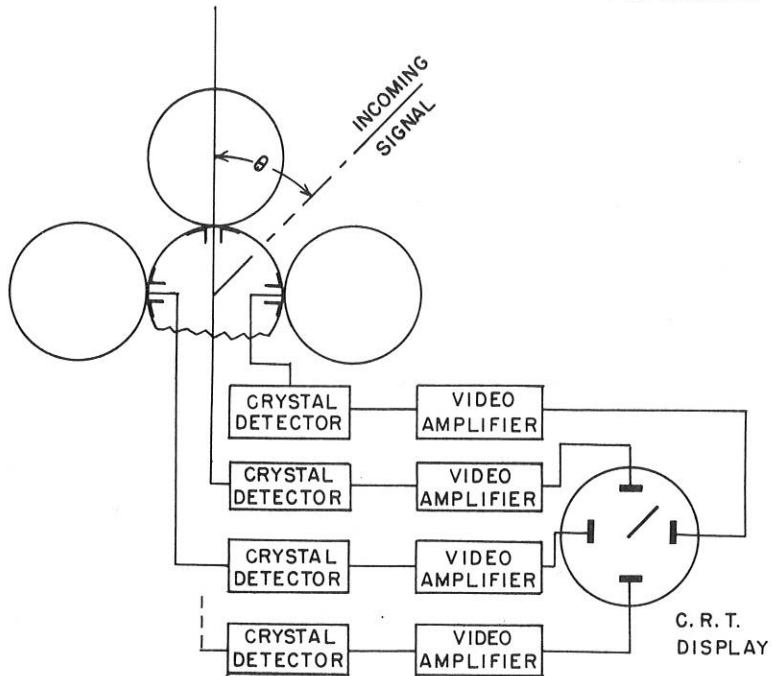 INCOMING
SIGNAL
θ
CRYSTAL
DETECTOR
VIDEO
AMPLIFIER
CRYSTAL
DETECTOR
VIDEO
AMPLIFIER
CRYSTAL
DETECTOR
VIDEO
AMPLIFIER
CRYSTAL
DETECTOR
VIDEO
AMPLIFIER
C. R. T.
DISPLAY